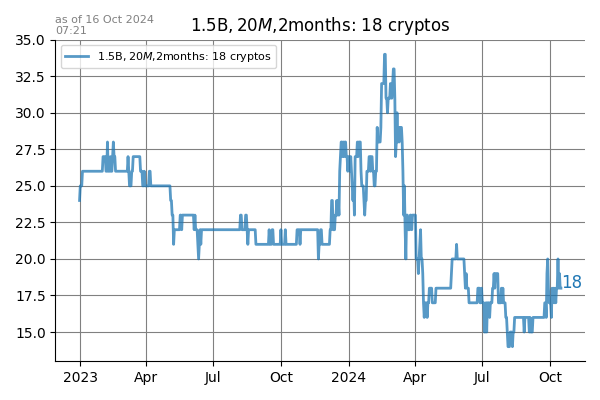 as of 16 Oct 2024
07:21
1.5B, 20M,2months: 18 cryptos
1.5B, 20M,2months: 18 cryptos
35.0
32.5
30.0
27.5
25.0
22.5
20.0
17.5
15.0
18
2023
Apr
Jul
Oct
2024
Apr
Jul
Oct